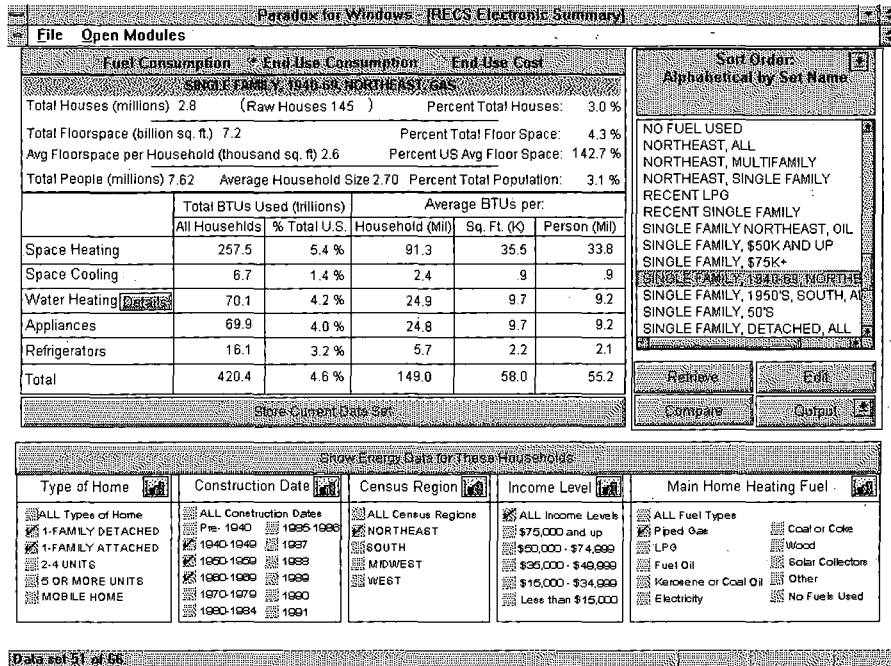 Paradox for Windows - [RECS Electronic Summary]
File Open Modules
Fuel Consumption End Use Consumption End Use Cost
SINGLE FAMILY, 1940-69, NORTHEAST, GAS
Total Houses (millions) 2.8 (Raw Houses 145 ) Percent Total Houses: 3.0 %
Total Floorspace (billion sq. ft.) 7.2 Percent Total Floor Space: 4.3 %
Avg Floorspace per Household (thousand sq. ft) 2.6 Percent US Avg Floor Space: 142.7 %
Total People (millions) 7.62 Average Household Size 2.70 Percent Total Population: 3.1 %
Total BTUs Used (trillions) Average BTUs per:
All Househlds % Total U.S. Household (Mil) Sq. Ft. (K) Person (Mil)
Space Heating 257.5 5.4 % 91.3 35.5 33.8
Space Cooling 6.7 1.4 % 2.4 .9 .9
Water Heating Details 70.1 4.2 % 24.9 9.7 9.2
Appliances 69.9 4.0 % 24.8 9.7 9.2
Refrigerators 16.1 3.2 % 5.7 2.2 2.1
Total 420.4 4.6 % 149.0 58.0 55.2
Store Current Data Set
Sort Order:
Alphabetical by Set Name
NO FUEL USED
NORTHEAST, ALL
NORTHEAST, MULTIFAMILY
NORTHEAST, SINGLE FAMILY
RECENT LPG
RECENT SINGLE FAMILY
SINGLE FAMILY NORTHEAST, OIL
SINGLE FAMILY, $50K AND UP
SINGLE FAMILY, $75K+
SINGLE FAMILY, 1940-69, NORTHE
SINGLE FAMILY, 1950'S, SOUTH, Al
SINGLE FAMILY, 50'S
SINGLE FAMILY, DETACHED, ALL
Retrieve Edit
Compare Output
Show Energy Data for These Households
Type of Home
ALL Types of Home
1-FAMILY DETACHED
1-FAMILY ATTACHED
2-4 UNITS
5 OR MORE UNITS
MOBILE HOME
Construction Date
ALL Construction Dates
Pre- 1940 1985-1986
1940-1949 1987
1950-1959 1988
1960-1969 1989
1970-1979 1990
1980-1984 1991
Census Region
ALL Census Regions
NORTHEAST
SOUTH
MIDWEST
WEST
Income Level
ALL Income Levels
$75,000 and up
$50,000 - $74,999
$35,000 - $49,999
$15,000 - $34,999
Less than $15,000
Main Home Heating Fuel
ALL Fuel Types
Piped Gas Coal or Coke
LPG Wood
Fuel Oil Solar Collectors
Kerosene or Coal Oil Other
Electricity No Fuels Used
Data set 51 of 66